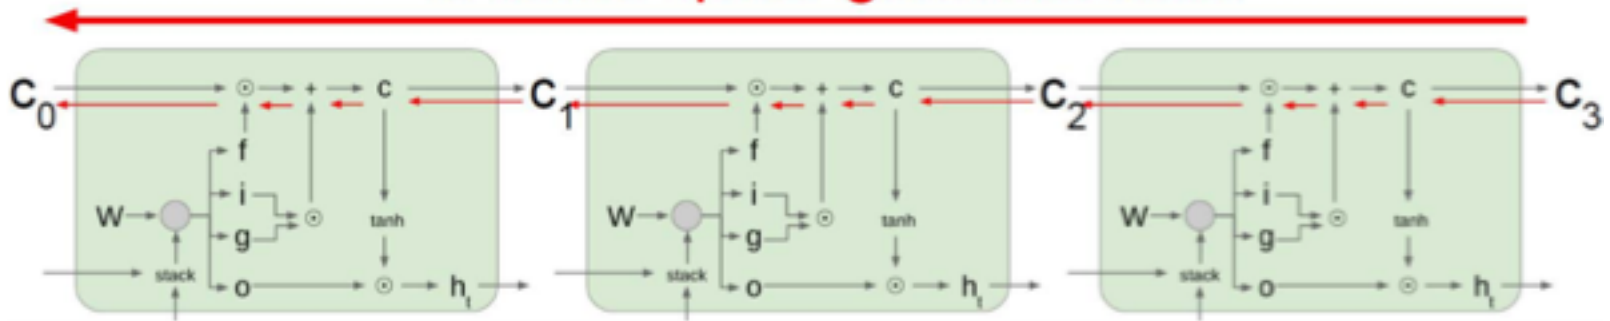 C0 C1 C2 C3
⊙ + c ⊙ + c ⊙ + c
f f f
i i i
W ⊙ tanh W ⊙ tanh W ⊙ tanh
g g g
stack stack stack
o ⊙ ht o ⊙ ht o ⊙ ht